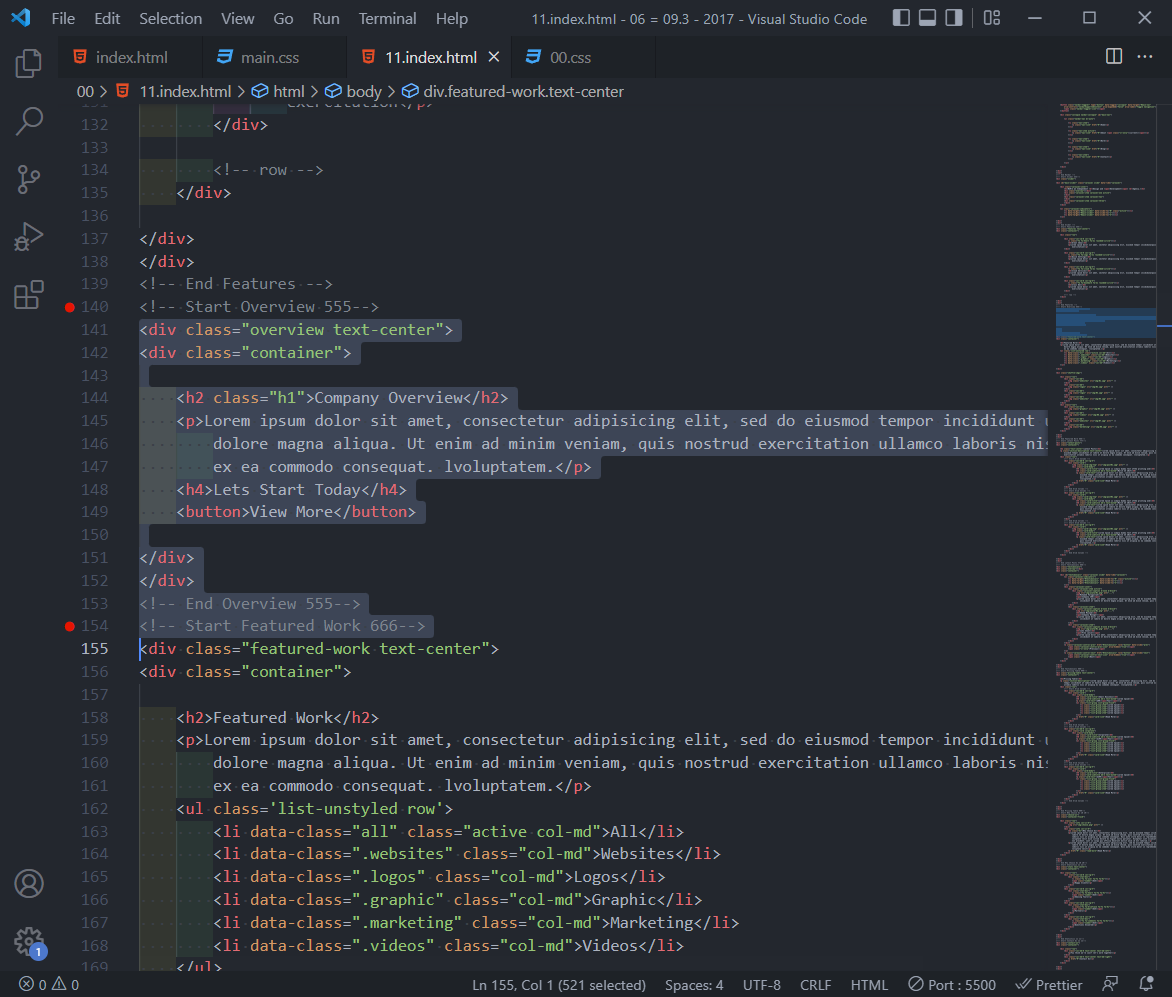 File Edit Selection View Go Run Terminal Help 11.index.html - 06 = 09.3 - 2017 - Visual Studio Code
index.html main.css 11.index.html 00.css
00 > 11.index.html > html > body > div.featured-work.text-center
131 exercitation</p>
132 </div>
133
134 <!-- row -->
135 </div>
136
137 </div>
138 </div>
139 <!-- End Features -->
140 <!-- Start Overview 555-->
141 <div class="overview text-center">
142 <div class="container">
143
144 <h2 class="h1">Company Overview</h2>
145 <p>Lorem ipsum dolor sit amet, consectetur adipisicing elit, sed do eiusmod tempor incididunt
146 dolore magna aliqua. Ut enim ad minim veniam, quis nostrud exercitation ullamco laboris nis
147 ex ea commodo consequat. lvoluptatem.</p>
148 <h4>Lets Start Today</h4>
149 <button>View More</button>
150
151 </div>
152 </div>
153 <!-- End Overview 555-->
154 <!-- Start Featured Work 666-->
155 <div class="featured-work text-center">
156 <div class="container">
157
158 <h2>Featured Work</h2>
159 <p>Lorem ipsum dolor sit amet, consectetur adipisicing elit, sed do eiusmod tempor incididunt
160 dolore magna aliqua. Ut enim ad minim veniam, quis nostrud exercitation ullamco laboris nis
161 ex ea commodo consequat. lvoluptatem.</p>
162 <ul class='list-unstyled row'>
163 <li data-class="all" class="active col-md">All</li>
164 <li data-class=".websites" class="col-md">Websites</li>
165 <li data-class=".logos" class="col-md">Logos</li>
166 <li data-class=".graphic" class="col-md">Graphic</li>
167 <li data-class=".marketing" class="col-md">Marketing</li>
168 <li data-class=".videos" class="col-md">Videos</li>
169 </ul>
1
0 0 Ln 155, Col 1 (521 selected) Spaces: 4 UTF-8 CRLF HTML Port : 5500 Prettier